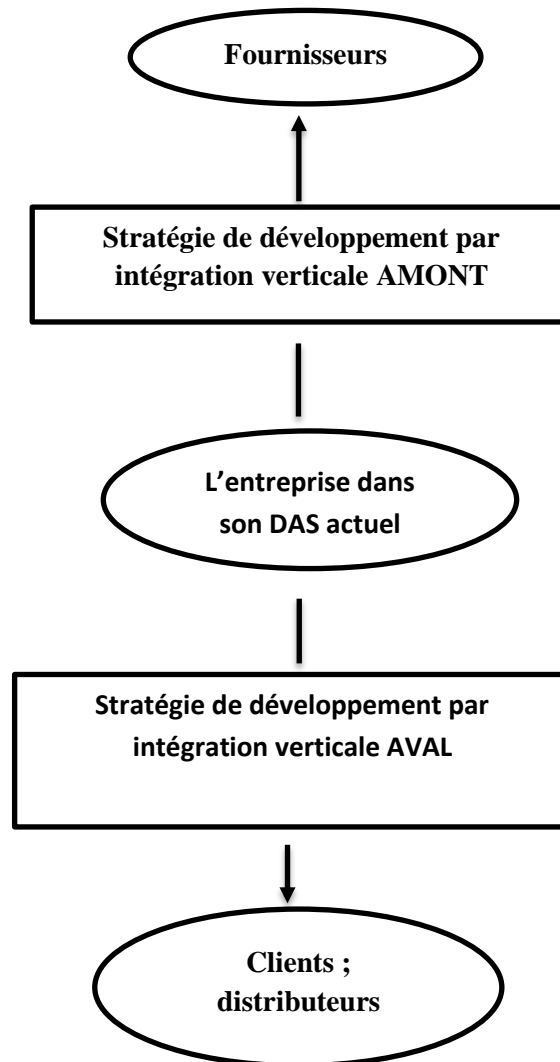 Fournisseurs
Stratégie de développement par
intégration verticale AMONT
L’entreprise dans
son DAS actuel
Stratégie de développement par
intégration verticale AVAL
Clients ;
distributeurs